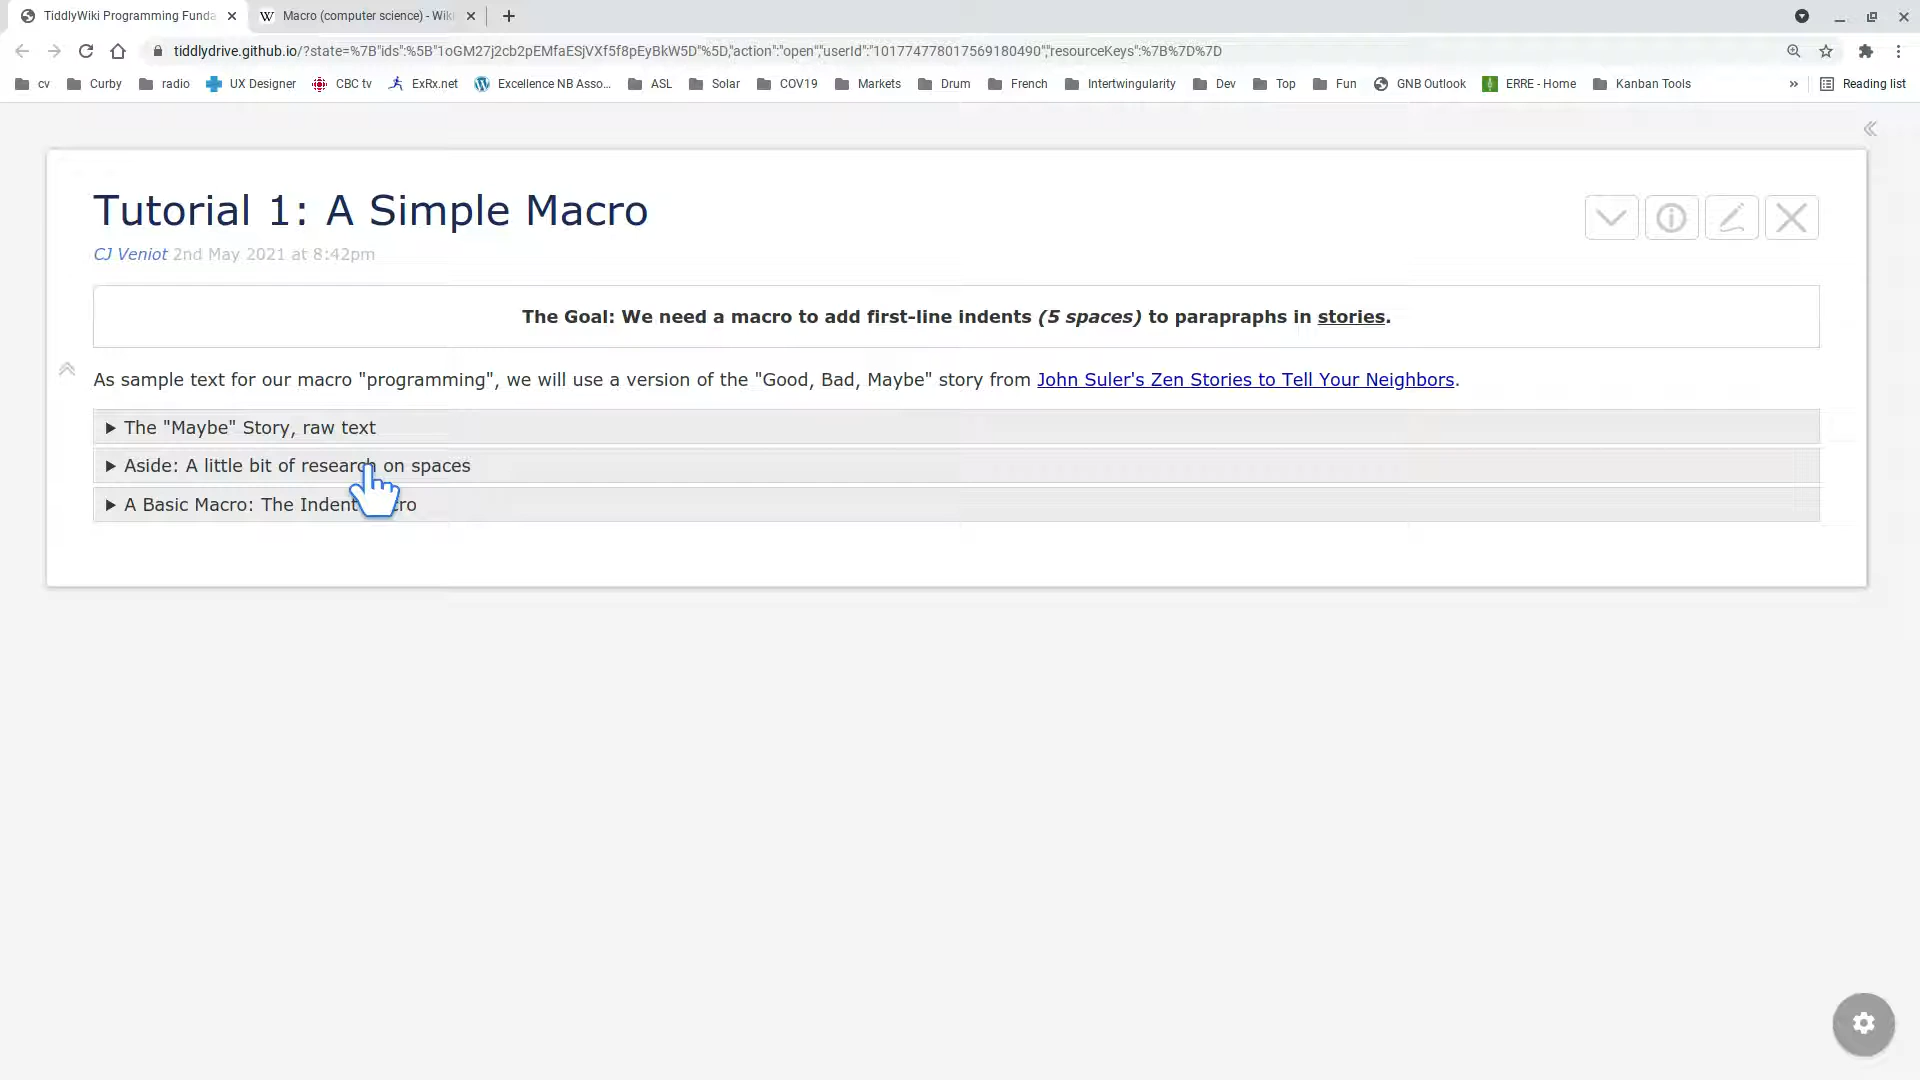 TiddlyWiki Programming Funda
Macro (computer science) - Wiki
tiddlydrive.github.io/?state=%7B"ids":%5B"1oGM27j2cb2pEMfaESjVXf5f8pEyBkW5D"%5D,"action":"open","userId":"101774778017569180490","resourceKeys":%7B%7D%7D
cv Curby radio UX Designer CBC tv ExRx.net Excellence NB Asso... ASL Solar COV19 Markets Drum French Intertwingularity Dev Top Fun GNB Outlook ERRE - Home Kanban Tools » Reading list
Tutorial 1: A Simple Macro
CJ Veniot 2nd May 2021 at 8:42pm
The Goal: We need a macro to add first-line indents (5 spaces) to parapraphs in stories.
As sample text for our macro "programming", we will use a version of the "Good, Bad, Maybe" story from John Suler's Zen Stories to Tell Your Neighbors.
The "Maybe" Story, raw text
Aside: A little bit of research on spaces
A Basic Macro: The Indent